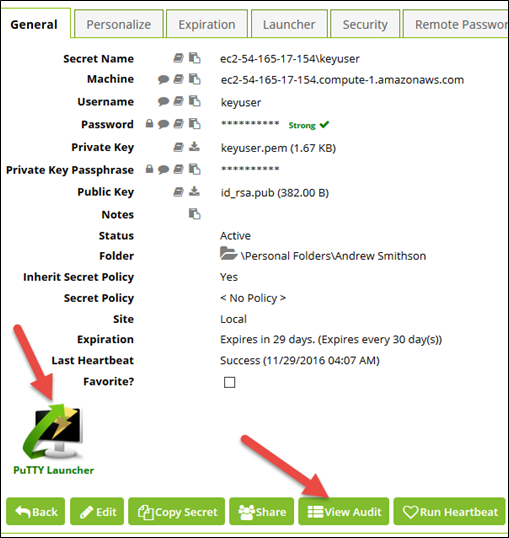 General Personalize Expiration Launcher Security Remote Passwor
Secret Name ec2-54-165-17-154\keyuser
Machine ec2-54-165-17-154.compute-1.amazonaws.com
Username keyuser
Password ********** Strong
Private Key keyuser.pem (1.67 KB)
Private Key Passphrase **********
Public Key id_rsa.pub (382.00 B)
Notes
Status Active
Folder \Personal Folders\Andrew Smithson
Inherit Secret Policy Yes
Secret Policy < No Policy >
Site Local
Expiration Expires in 29 days. (Expires every 30 day(s))
Last Heartbeat Success (11/29/2016 04:07 AM)
Favorite?
PuTTY Launcher
Back Edit Copy Secret Share View Audit Run Heartbeat